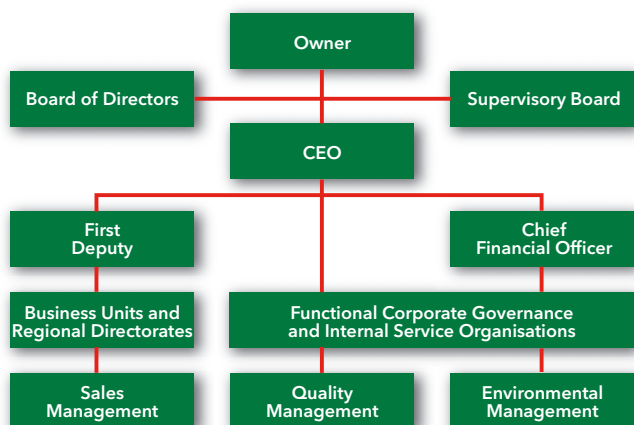 Owner
Board of Directors
Supervisory Board
CEO
First
Deputy
Chief
Financial Officer
Business Units and
Regional Directorates
Functional Corporate Governance
and Internal Service Organisations
Sales
Management
Quality
Management
Environmental
Management